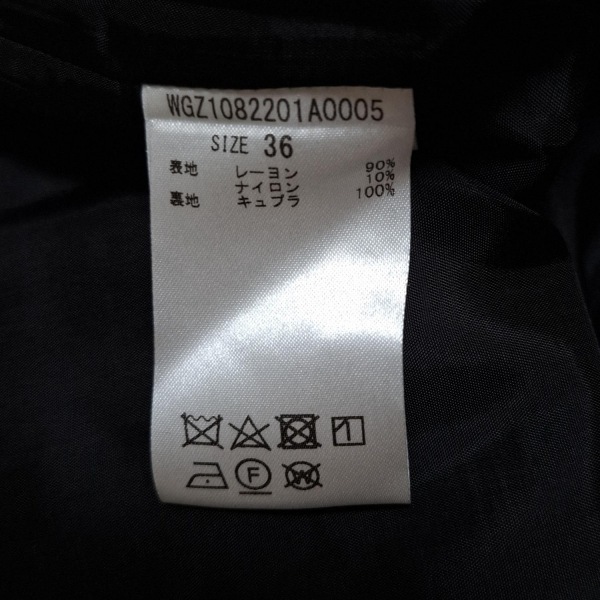 WGZ1082201A0005
SIZE 36
表地 レーヨン 90%
ナイロン 10%
裏地 キュプラ 100%
F
W